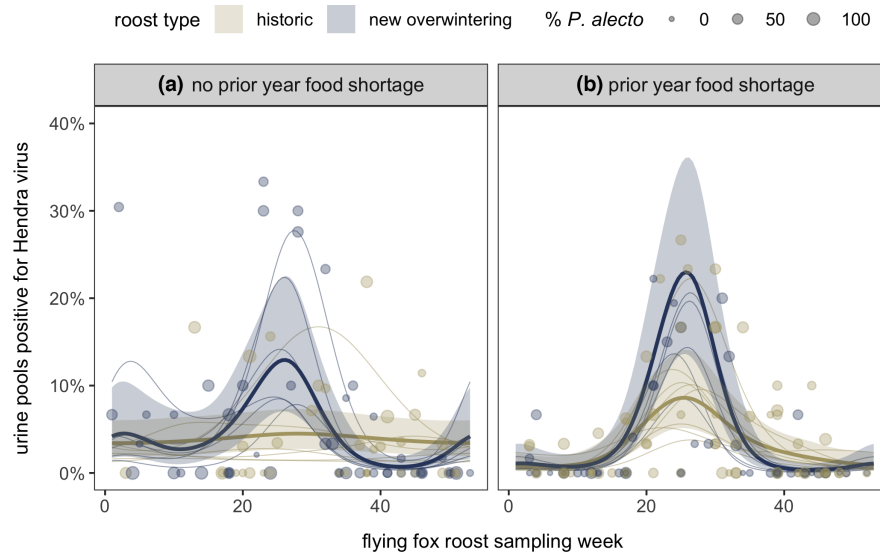 roost type historic new overwintering % P. alecto 0 50 100
(a) no prior year food shortage
(b) prior year food shortage
urine pools positive for Hendra virus
40%
30%
20%
10%
0%
0 20 40 0 20 40
flying fox roost sampling week